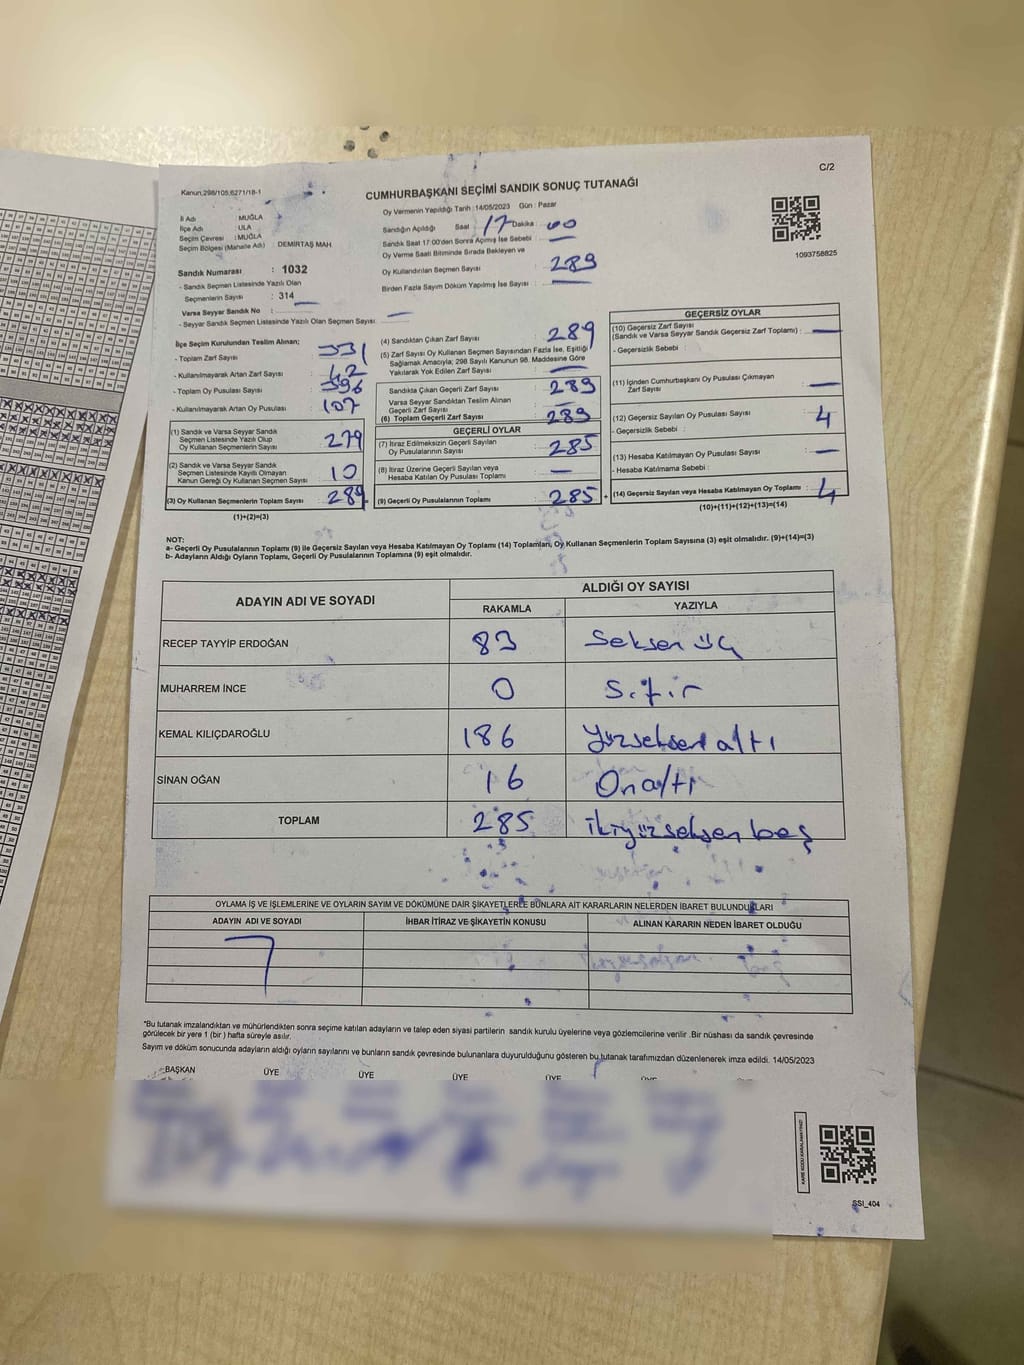 C/2
Kanun,298/105,6271/18-1
CUMHURBAŞKANI SEÇİMİ SANDIK SONUÇ TUTANAĞI
İl Adı : MUĞLA
İlçe Adı : ULA
Seçim Çevresi : MUĞLA
Seçim Bölgesi (Mahalle Adı) : DEMİRTAŞ MAH.
Sandık Numarası : 1032
- Sandık Seçmen Listesinde Yazılı Olan
Seçmenlerin Sayısı : 314
Varsa Seyyar Sandık No : —
- Seyyar Sandık Seçmen Listesinde Yazılı Olan Seçmen Sayısı: —
Oy Vermenin Yapıldığı Tarih :14/05/2023 Gün : Pazar
Sandığın Açıldığı Saat 17 Dakika : 00
Sandık Saat 17:00'den Sonra Açılmış İse Sebebi : —
Oy Verme Saati Bitiminde Sırada Bekleyen ve
Oy Kullandırılan Seçmen Sayısı : 289
Birden Fazla Sayım Döküm Yapılmış İse Sayısı : —
1093758825
İlçe Seçim Kurulundan Teslim Alınan;
- Toplam Zarf Sayısı : 331
- Kullanılmayarak Artan Zarf Sayısı : 42
- Toplam Oy Pusulası Sayısı : 396
- Kullanılmayarak Artan Oy Pusulası : 107
(1) Sandık ve Varsa Seyyar Sandık
Seçmen Listesinde Yazılı Olup
Oy Kullanan Seçmenlerin Sayısı : 279
(2) Sandık ve Varsa Seyyar Sandık
Seçmen Listesinde Kayıtlı Olmayan
Kanun Gereği Oy Kullanan Seçmen Sayısı : 10
(3) Oy Kullanan Seçmenlerin Toplam Sayısı : 289
(1)+(2)=(3)
(4) Sandıktan Çıkan Zarf Sayısı : 289
(5) Zarf Sayısı Oy Kullanan Seçmen Sayısından Fazla İse, Eşitliği
Sağlamak Amacıyla; 298 Sayılı Kanunun 98. Maddesine Göre
Yakılarak Yok Edilen Zarf Sayısı : —
Sandıkta Çıkan Geçerli Zarf Sayısı : 289
Varsa Seyyar Sandıktan Teslim Alınan
Geçerli Zarf Sayısı : —
(6) Toplam Geçerli Zarf Sayısı : 289
GEÇERLİ OYLAR
(7) İtiraz Edilmeksizin Geçerli Sayılan
Oy Pusulalarının Sayısı : 285
(8) İtiraz Üzerine Geçerli Sayılan veya
Hesaba Katılan Oy Pusulası Toplamı : —
(9) Geçerli Oy Pusulalarının Toplamı : 285
GEÇERSİZ OYLAR
(10) Geçersiz Zarf Sayısı
(Sandık ve Varsa Seyyar Sandık Geçersiz Zarf Toplamı) : —
- Geçersizlik Sebebi :
(11) İçinden Cumhurbaşkanı Oy Pusulası Çıkmayan
Zarf Sayısı : —
(12) Geçersiz Sayılan Oy Pusulası Sayısı : 4
- Geçersizlik Sebebi :
(13) Hesaba Katılmayan Oy Pusulası Sayısı : —
- Hesaba Katılmama Sebebi :
(14) Geçersiz Sayılan veya Hesaba Katılmayan Oy Toplamı : 4
(10)+(11)+(12)+(13)=(14)
NOT:
a- Geçerli Oy Pusulalarının Toplamı (9) ile Geçersiz Sayılan veya Hesaba Katılmayan Oy Toplamı (14) Toplamları, Oy Kullanan Seçmenlerin Toplam Sayısına (3) eşit olmalıdır. (9)+(14)=(3)
b- Adayların Aldığı Oyların Toplamı, Geçerli Oy Pusulalarının Toplamına (9) eşit olmalıdır.
ADAYIN ADI VE SOYADI ALDIĞI OY SAYISI
RAKAMLA YAZIYLA
RECEP TAYYİP ERDOĞAN 83 Seksen üç
MUHARREM İNCE 0 Sıfır
KEMAL KILIÇDAROĞLU 186 Yüzseksen altı
SİNAN OĞAN 16 Onaltı
TOPLAM 285 ikiyüzseksen beş
OYLAMA İŞ VE İŞLEMLERİNE VE OYLARIN SAYIM VE DÖKÜMÜNE DAİR ŞİKAYETLERLE BUNLARA AİT KARARLARIN NELERDEN İBARET BULUNDUKLARI
ADAYIN ADI VE SOYADI İHBAR İTİRAZ VE ŞİKAYETİN KONUSU ALINAN KARARIN NEDEN İBARET OLDUĞU
*Bu tutanak imzalandıktan ve mühürlendikten sonra seçime katılan adayların ve talep eden siyasi partilerin sandık kurulu üyelerine veya gözlemcilerine verilir .Bir nüshası da sandık çevresinde
görülecek bir yere 1 (bir ) hafta süreyle asılır.
Sayım ve döküm sonucunda adayların aldığı oyların sayılarını ve bunların sandık çevresinde bulunanlara duyurulduğunu gösteren bu tutanak tarafımızdan düzenlenerek imza edildi. 14/05/2023
BAŞKAN ÜYE ÜYE ÜYE ÜYE ÜYE
KARE KODU KARALAMAYINIZ!
SSI_404